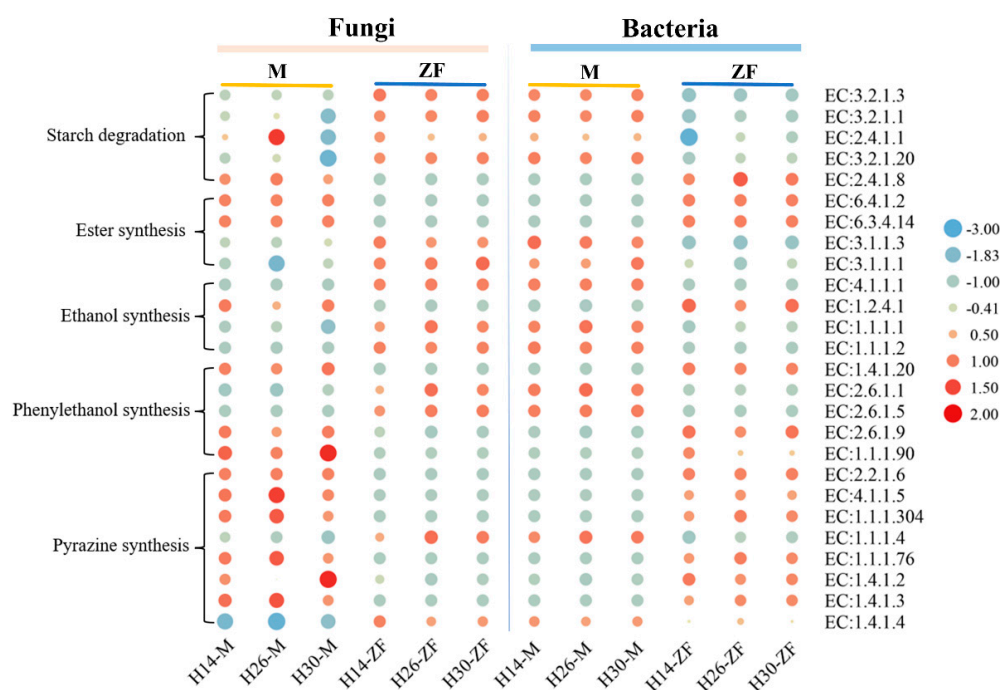 Fungi
Bacteria
M
ZF
M
ZF
Starch degradation
Ester synthesis
Ethanol synthesis
Phenylethanol synthesis
Pyrazine synthesis
EC:3.2.1.3
EC:3.2.1.1
EC:2.4.1.1
EC:3.2.1.20
EC:2.4.1.8
EC:6.4.1.2
EC:6.3.4.14
EC:3.1.1.3
EC:3.1.1.1
EC:4.1.1.1
EC:1.2.4.1
EC:1.1.1.1
EC:1.1.1.2
EC:1.4.1.20
EC:2.6.1.1
EC:2.6.1.5
EC:2.6.1.9
EC:1.1.1.90
EC:2.2.1.6
EC:4.1.1.5
EC:1.1.1.304
EC:1.1.1.4
EC:1.1.1.76
EC:1.4.1.2
EC:1.4.1.3
EC:1.4.1.4
-3.00
-1.83
-1.00
-0.41
0.50
1.00
1.50
2.00
H14-M
H26-M
H30-M
H14-ZF
H26-ZF
H30-ZF
H14-M
H26-M
H30-M
H14-ZF
H26-ZF
H30-ZF